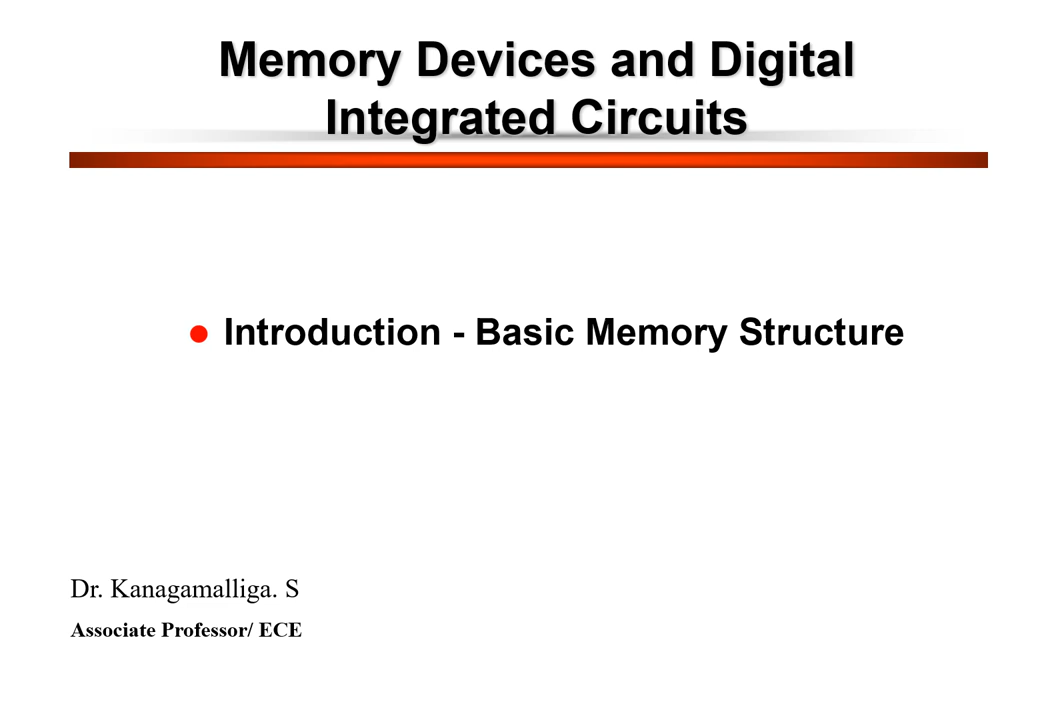 Memory Devices and Digital
Integrated Circuits
● Introduction - Basic Memory Structure
Dr. Kanagamalliga. S
Associate Professor/ ECE